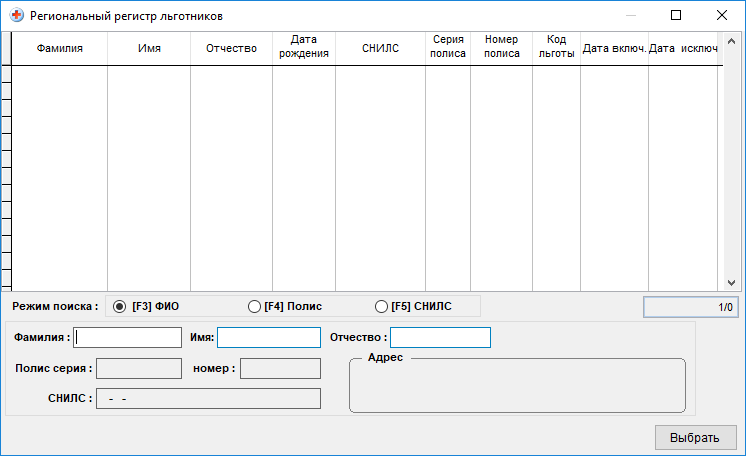 Региональный регистр льготников
Фамилия Имя Отчество Дата рождения СНИЛС Серия полиса Номер полиса Код льготы Дата включ. Дата исключ
Режим поиска : [F3] ФИО [F4] Полис [F5] СНИЛС 1/0
Фамилия : Имя: Отчество :
Полис серия : номер : Адрес
СНИЛС : - -
Выбрать